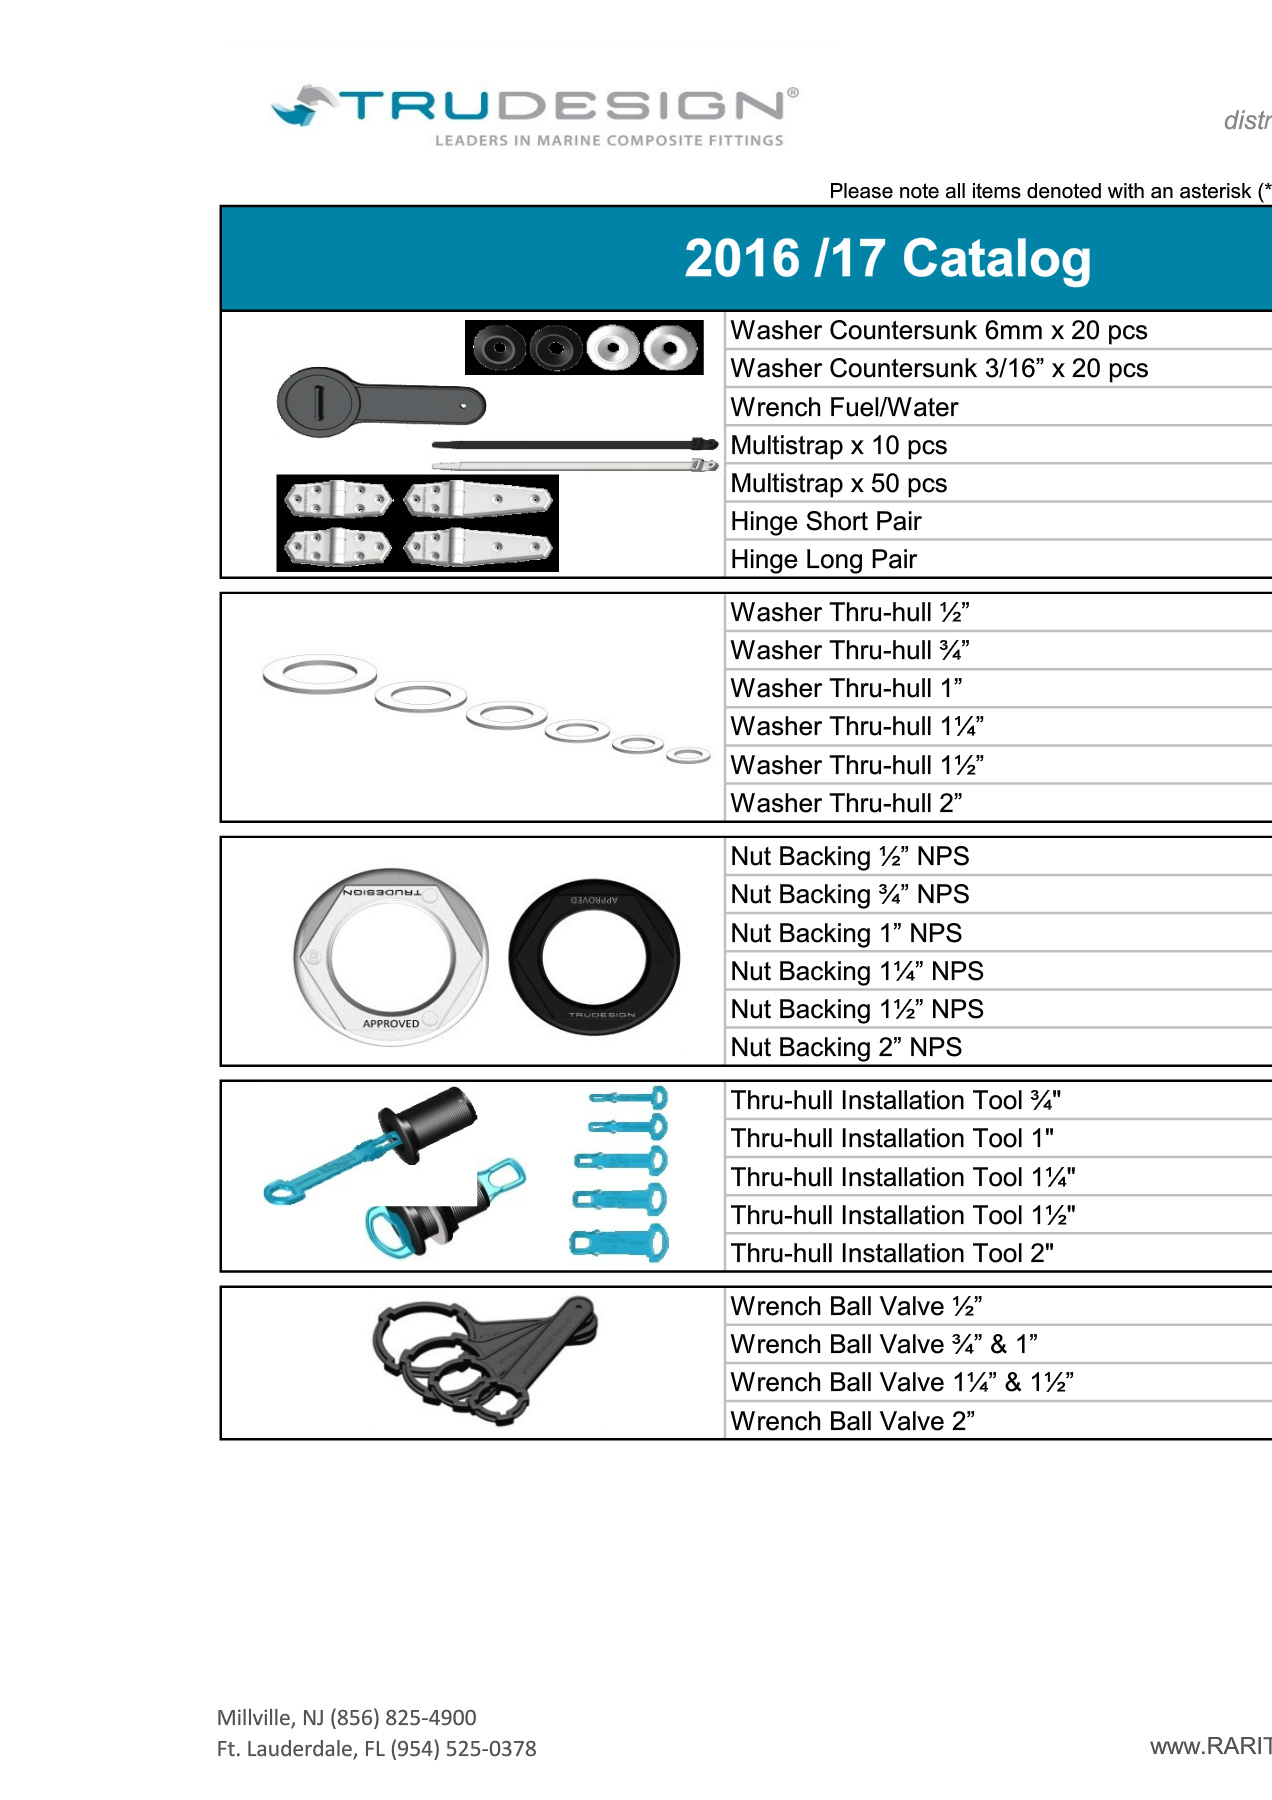 TRUDESIGN®
LEADERS IN MARINE COMPOSITE FITTINGS
distr
Please note all items denoted with an asterisk (*
2016 /17 Catalog
Washer Countersunk 6mm x 20 pcs
Washer Countersunk 3/16” x 20 pcs
Wrench Fuel/Water
Multistrap x 10 pcs
Multistrap x 50 pcs
Hinge Short Pair
Hinge Long Pair
Washer Thru-hull ½”
Washer Thru-hull ¾”
Washer Thru-hull 1”
Washer Thru-hull 1¼”
Washer Thru-hull 1½”
Washer Thru-hull 2”
TRUDESIGN
APPROVED
APPROVED
TRUDESIGN
Nut Backing ½” NPS
Nut Backing ¾” NPS
Nut Backing 1” NPS
Nut Backing 1¼” NPS
Nut Backing 1½” NPS
Nut Backing 2” NPS
Thru-hull Installation Tool ¾"
Thru-hull Installation Tool 1"
Thru-hull Installation Tool 1¼"
Thru-hull Installation Tool 1½"
Thru-hull Installation Tool 2"
Wrench Ball Valve ½”
Wrench Ball Valve ¾” & 1”
Wrench Ball Valve 1¼” & 1½”
Wrench Ball Valve 2”
Millville, NJ (856) 825-4900
Ft. Lauderdale, FL (954) 525-0378
www.RARIT